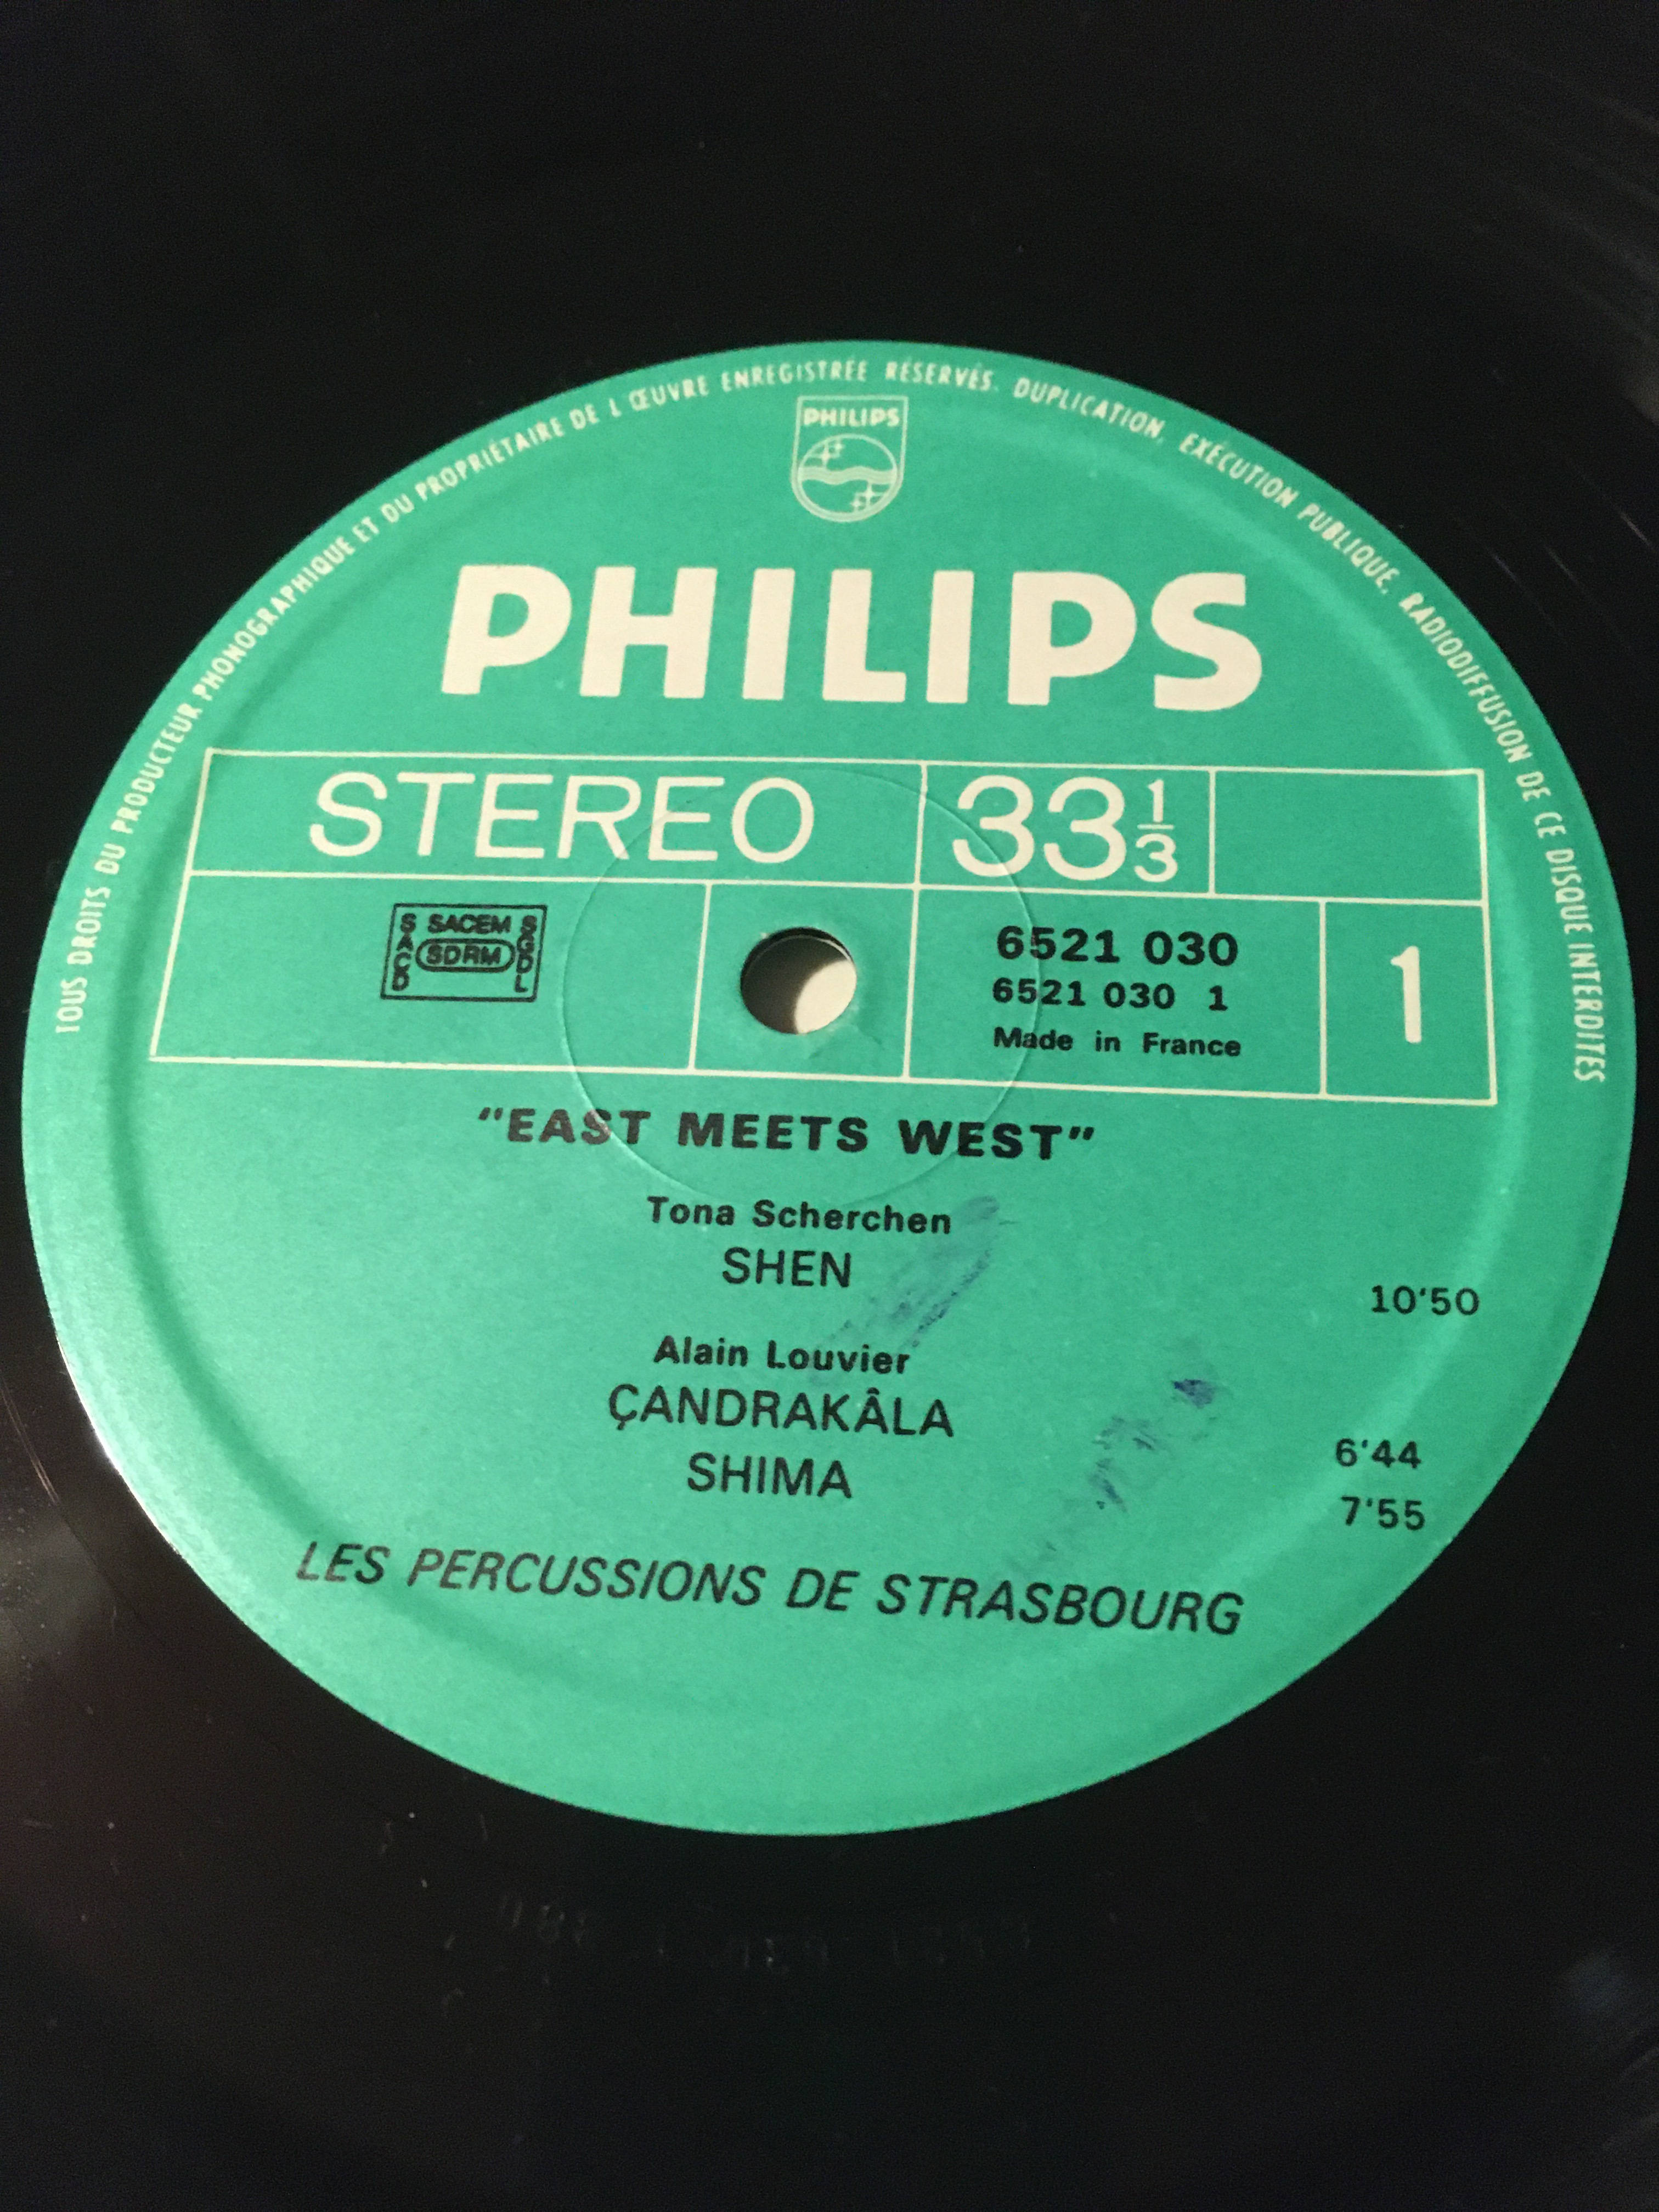 TOUS DROITS DU PRODUCTEUR PHONOGRAPHIQUE ET DU PROPRIÉTAIRE DE L ŒUVRE ENREGISTRÉE RÉSERVÉS. DUPLICATION, EXÉCUTION PUBLIQUE, RADIODIFFUSION DE CE DISQUE INTERDITES
PHILIPS
PHILIPS
STEREO 33 1/3
SACEM
SACD SDRM SGDL
6521 030
6521 030 1
Made in France
1
"EAST MEETS WEST"
Tona Scherchen
SHEN 10'50
Alain Louvier
ÇANDRAKÂLA 6'44
SHIMA 7'55
LES PERCUSSIONS DE STRASBOURG